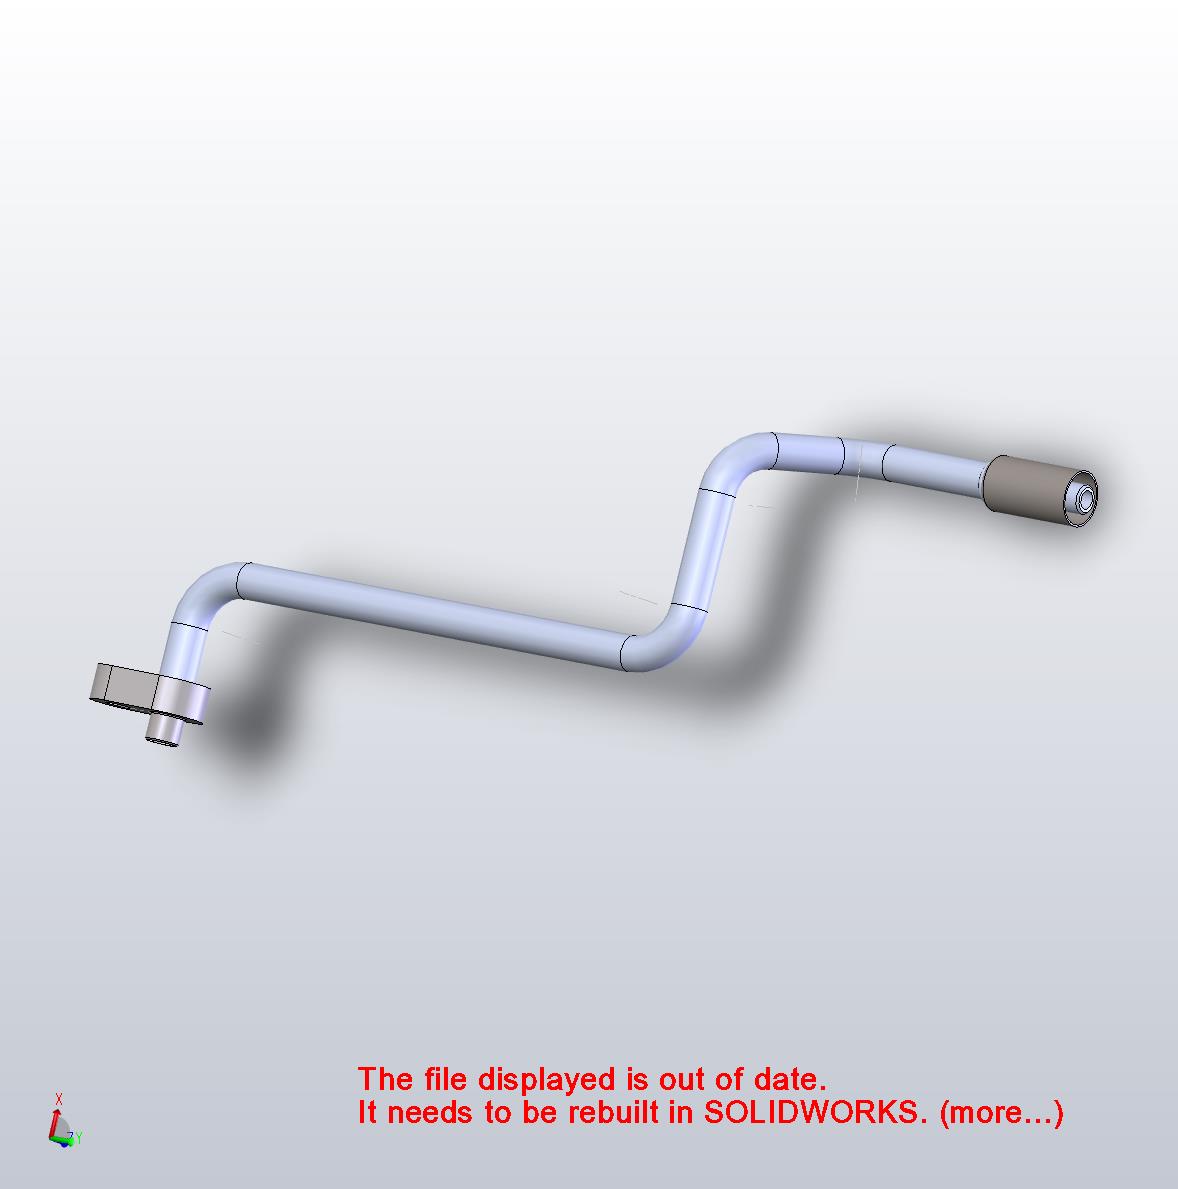 The file displayed is out of date.
It needs to be rebuilt in SOLIDWORKS. (more...)
X
Z Y